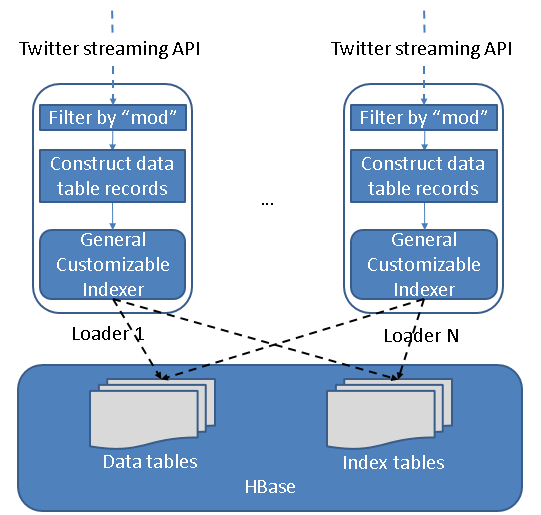 Twitter streaming API
Twitter streaming API
Filter by “mod”
Filter by “mod”
Construct data
table records
Construct data
table records
...
General
Customizable
Indexer
General
Customizable
Indexer
Loader 1
Loader N
Data tables
Index tables
HBase